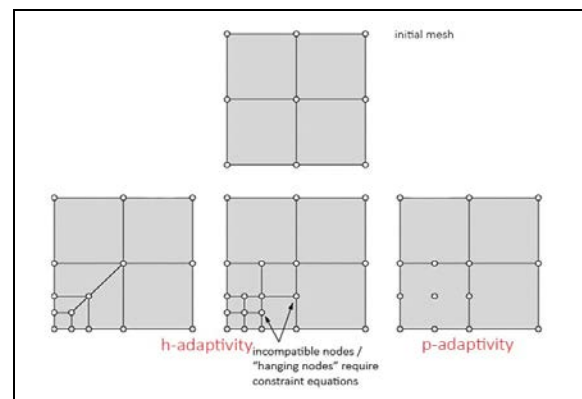 initial mesh
h-adaptivity
p-adaptivity
incompatible nodes /
"hanging nodes" require
constraint equations